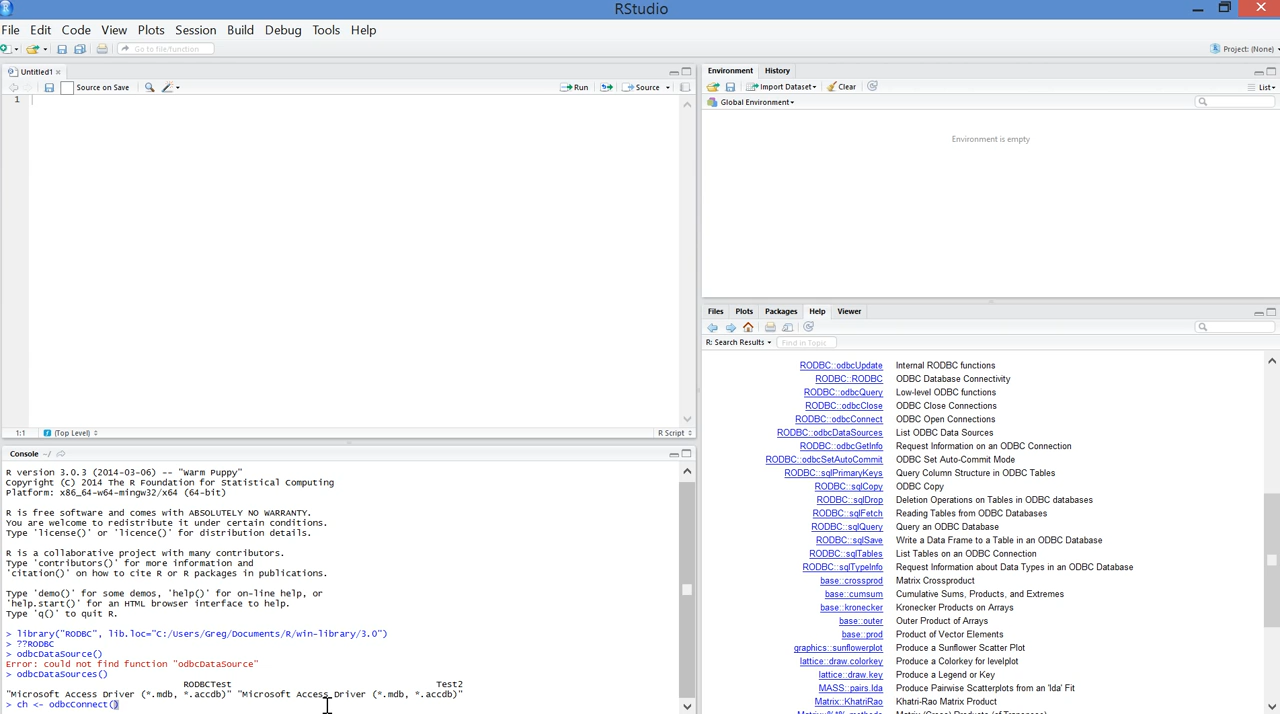 RStudio
File Edit Code View Plots Session Build Debug Tools Help
Go to file/function
Project: (None)
Untitled1
Source on Save
Run
Source
1
1:1
(Top Level)
R Script
Console ~/
R version 3.0.3 (2014-03-06) -- "Warm Puppy"
Copyright (C) 2014 The R Foundation for Statistical Computing
Platform: x86_64-w64-mingw32/x64 (64-bit)
R is free software and comes with ABSOLUTELY NO WARRANTY.
You are welcome to redistribute it under certain conditions.
Type 'license()' or 'licence()' for distribution details.
R is a collaborative project with many contributors.
Type 'contributors()' for more information and
'citation()' on how to cite R or R packages in publications.
Type 'demo()' for some demos, 'help()' for on-line help, or
'help.start()' for an HTML browser interface to help.
Type 'q()' to quit R.
> library("RODBC", lib.loc="C:/Users/Greg/Documents/R/win-library/3.0")
> ??RODBC
> odbcDataSource()
Error: could not find function "odbcDataSource"
> odbcDataSources()
RODBCTest Test2
"Microsoft Access Driver (*.mdb, *.accdb)" "Microsoft Access Driver (*.mdb, *.accdb)"
> ch <- odbcConnect()
Environment History
Import Dataset Clear
List
Global Environment
Environment is empty
Files Plots Packages Help Viewer
R: Search Results
Find in Topic
RODBC::odbcUpdate Internal RODBC functions
RODBC::RODBC ODBC Database Connectivity
RODBC::odbcQuery Low-level ODBC functions
RODBC::odbcClose ODBC Close Connections
RODBC::odbcConnect ODBC Open Connections
RODBC::odbcDataSources List ODBC Data Sources
RODBC::odbcGetInfo Request Information on an ODBC Connection
RODBC::odbcSetAutoCommit ODBC Set Auto-Commit Mode
RODBC::sqlPrimaryKeys Query Column Structure in ODBC Tables
RODBC::sqlCopy ODBC Copy
RODBC::sqlDrop Deletion Operations on Tables in ODBC databases
RODBC::sqlFetch Reading Tables from ODBC Databases
RODBC::sqlQuery Query an ODBC Database
RODBC::sqlSave Write a Data Frame to a Table in an ODBC Database
RODBC::sqlTables List Tables on an ODBC Connection
RODBC::sqlTypeInfo Request Information about Data Types in an ODBC Database
base::crossprod Matrix Crossproduct
base::cumsum Cumulative Sums, Products, and Extremes
base::kronecker Kronecker Products on Arrays
base::outer Outer Product of Arrays
base::prod Product of Vector Elements
graphics::sunflowerplot Produce a Sunflower Scatter Plot
lattice::draw.colorkey Produce a Colorkey for levelplot
lattice::draw.key Produce a Legend or Key
MASS::pairs.lda Produce Pairwise Scatterplots from an 'lda' Fit
Matrix::KhatriRao Khatri-Rao Matrix Product